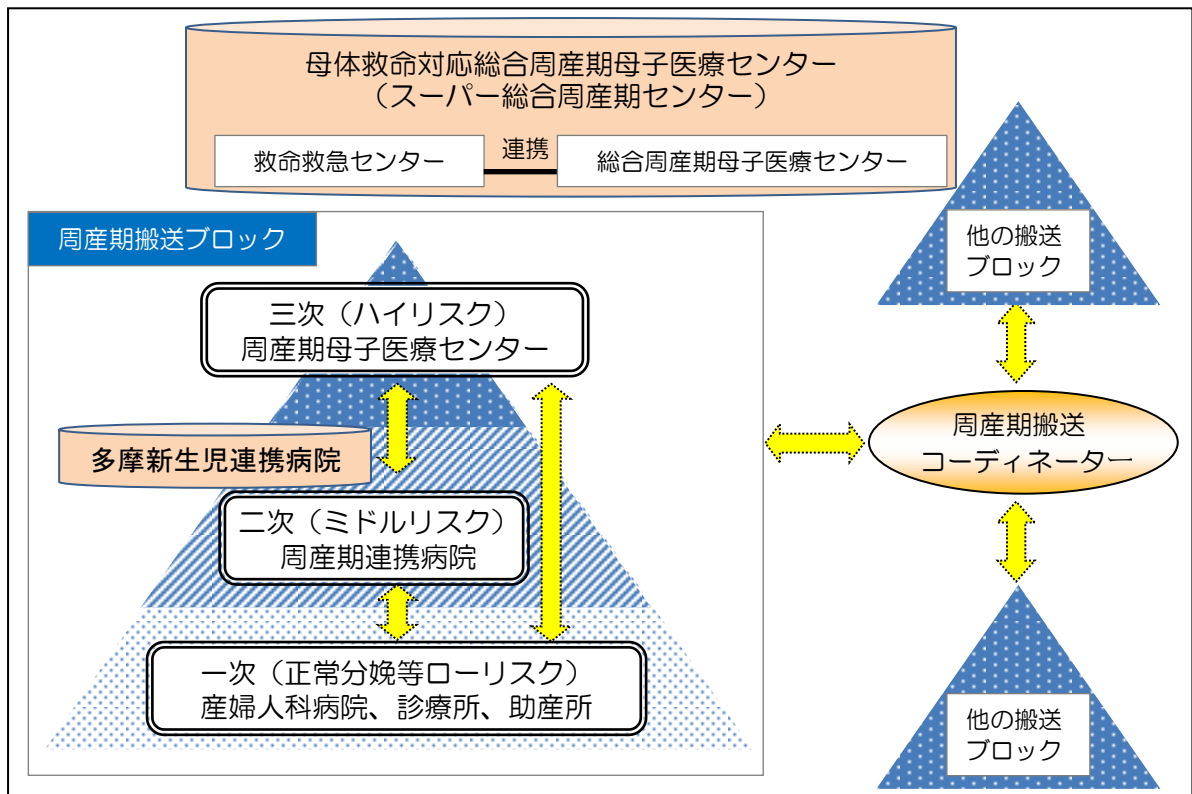 母体救命対応総合周産期母子医療センター
（スーパー総合周産期センター）
救命救急センター
連携
総合周産期母子医療センター
周産期搬送ブロック
三次（ハイリスク）
周産期母子医療センター
多摩新生児連携病院
二次（ミドルリスク）
周産期連携病院
一次（正常分娩等ローリスク）
産婦人科病院、診療所、助産所
他の搬送
ブロック
周産期搬送
コーディネーター
他の搬送
ブロック